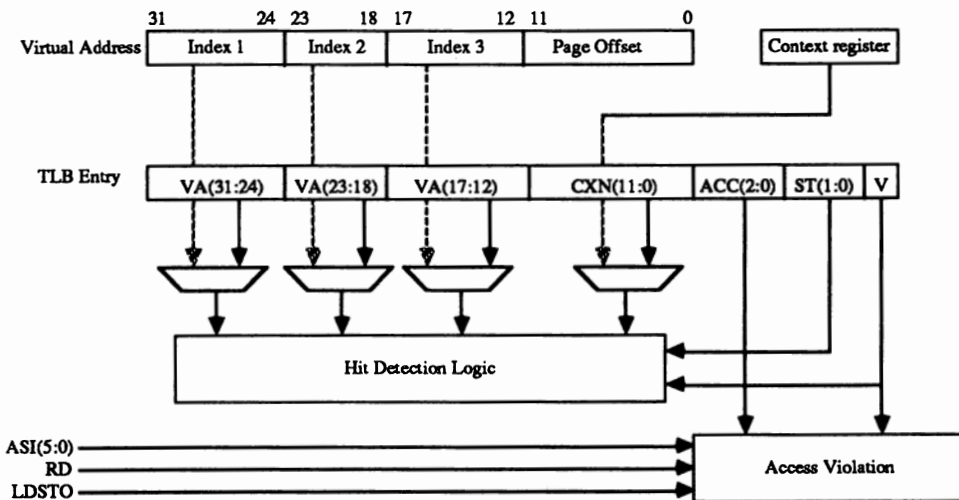 31 24 23 18 17 12 11 0
Virtual Address Index 1 Index 2 Index 3 Page Offset Context register
TLB Entry VA(31:24) VA(23:18) VA(17:12) CXN(11:0) ACC(2:0) ST(1:0) V
Hit Detection Logic
ASI(5:0)
RD
LDSTO
Access Violation